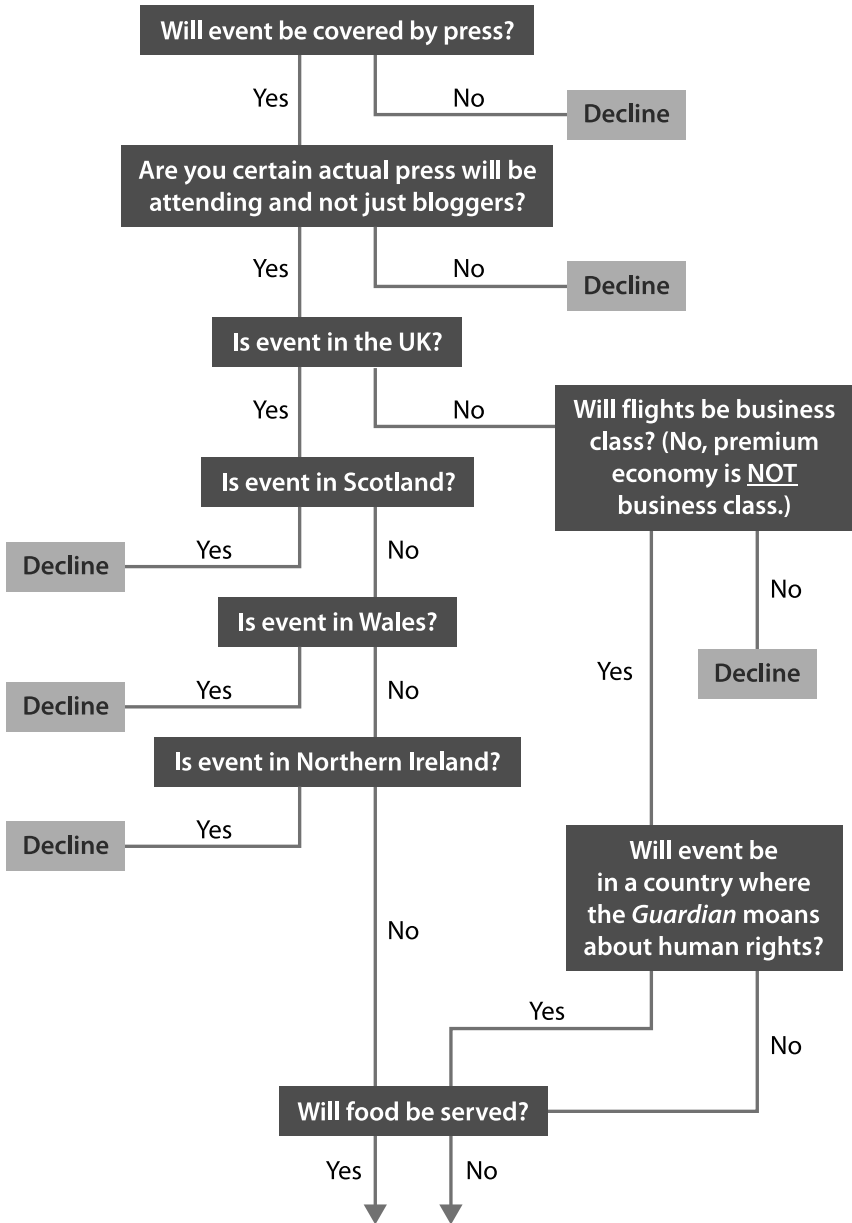 Will event be covered by press?
Yes
No
Decline
Are you certain actual press will be
attending and not just bloggers?
Yes
No
Decline
Is event in the UK?
Yes
No
Will flights be business
class? (No, premium
economy is NOT
business class.)
Is event in Scotland?
Yes
No
Decline
No
Is event in Wales?
Yes
Decline
Yes
No
Decline
Is event in Northern Ireland?
Yes
Decline
Will event be
in a country where
the Guardian moans
about human rights?
No
Yes
No
Will food be served?
Yes
No